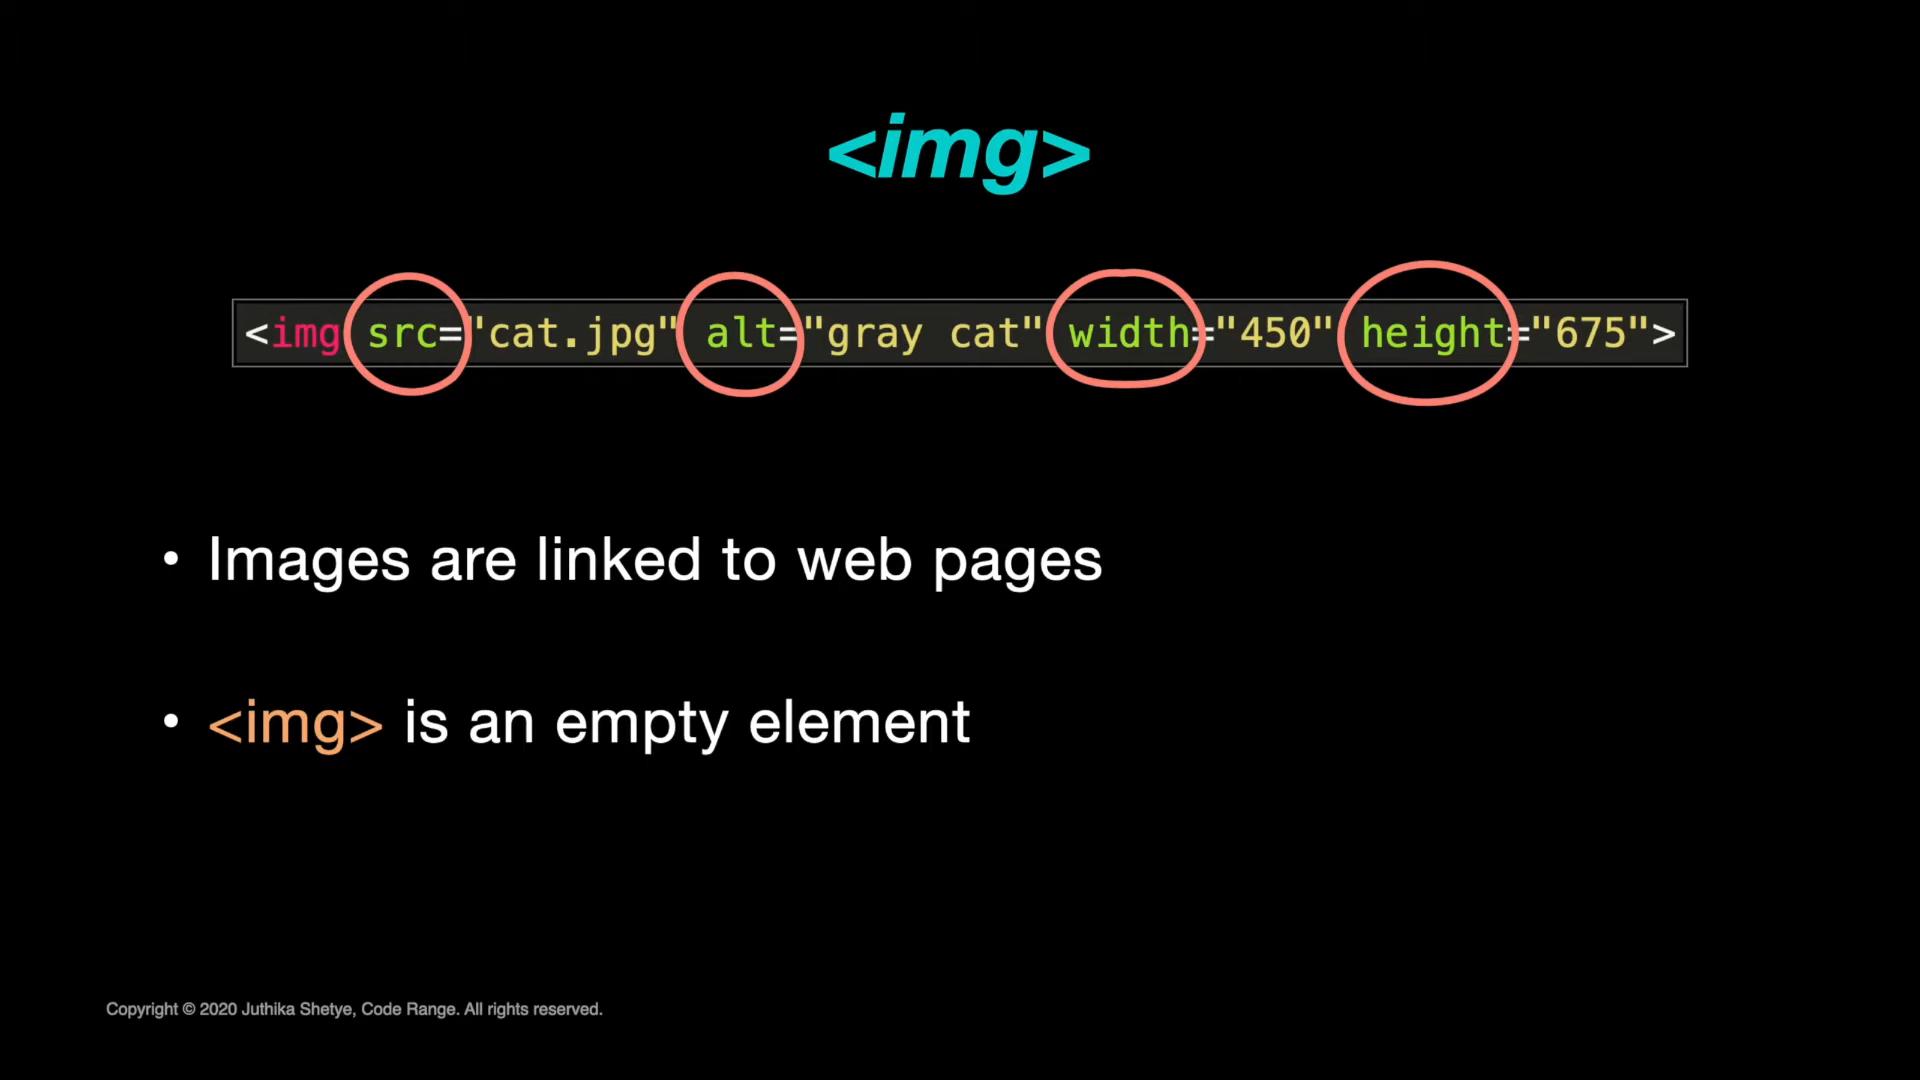 <img>
<img src="cat.jpg" alt="gray cat" width="450" height="675">
• Images are linked to web pages
• <img> is an empty element
Copyright © 2020 Juthika Shetye, Code Range. All rights reserved.